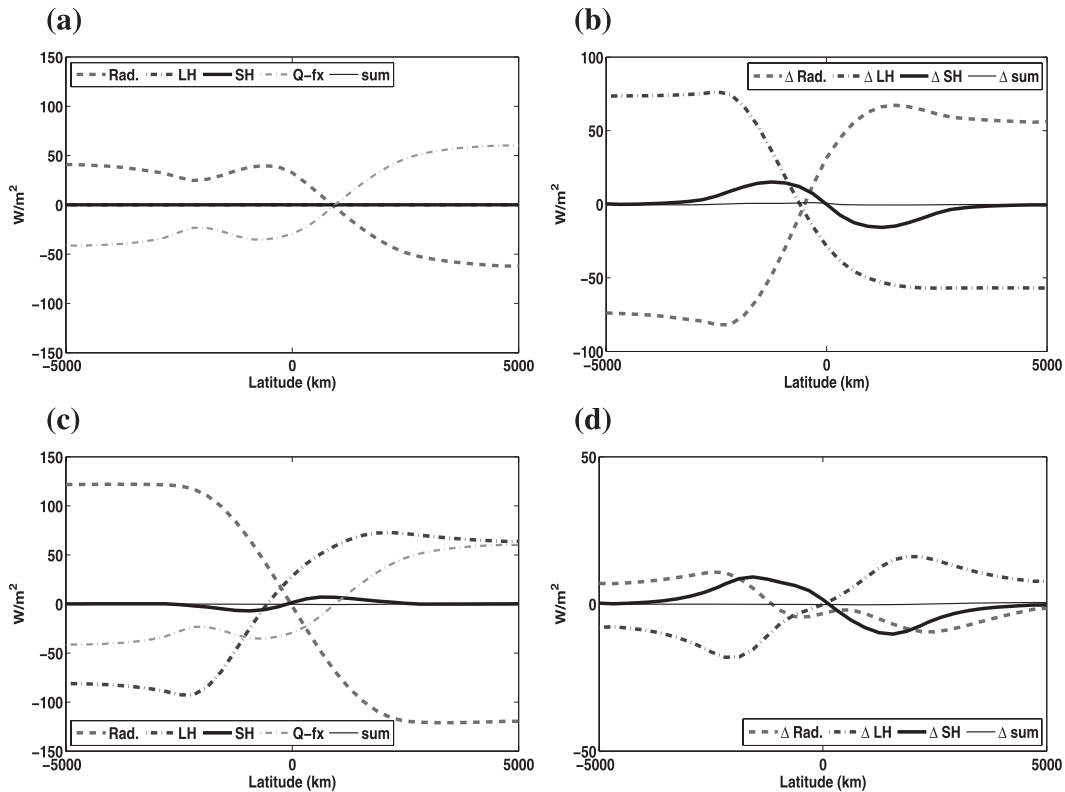 (a)
150
100
50
0
−50
−100
−150
−5000
0
5000
W/m²
Latitude (km)
Rad. LH SH Q−fx sum
(b)
100
50
0
−50
−100
−5000
0
5000
W/m²
Latitude (km)
Δ Rad. Δ LH Δ SH Δ sum
(c)
150
100
50
0
−50
−100
−150
−5000
0
5000
W/m²
Latitude (km)
Rad. LH SH Q−fx sum
(d)
50
0
−50
−5000
0
5000
W/m²
Latitude (km)
Δ Rad. Δ LH Δ SH Δ sum